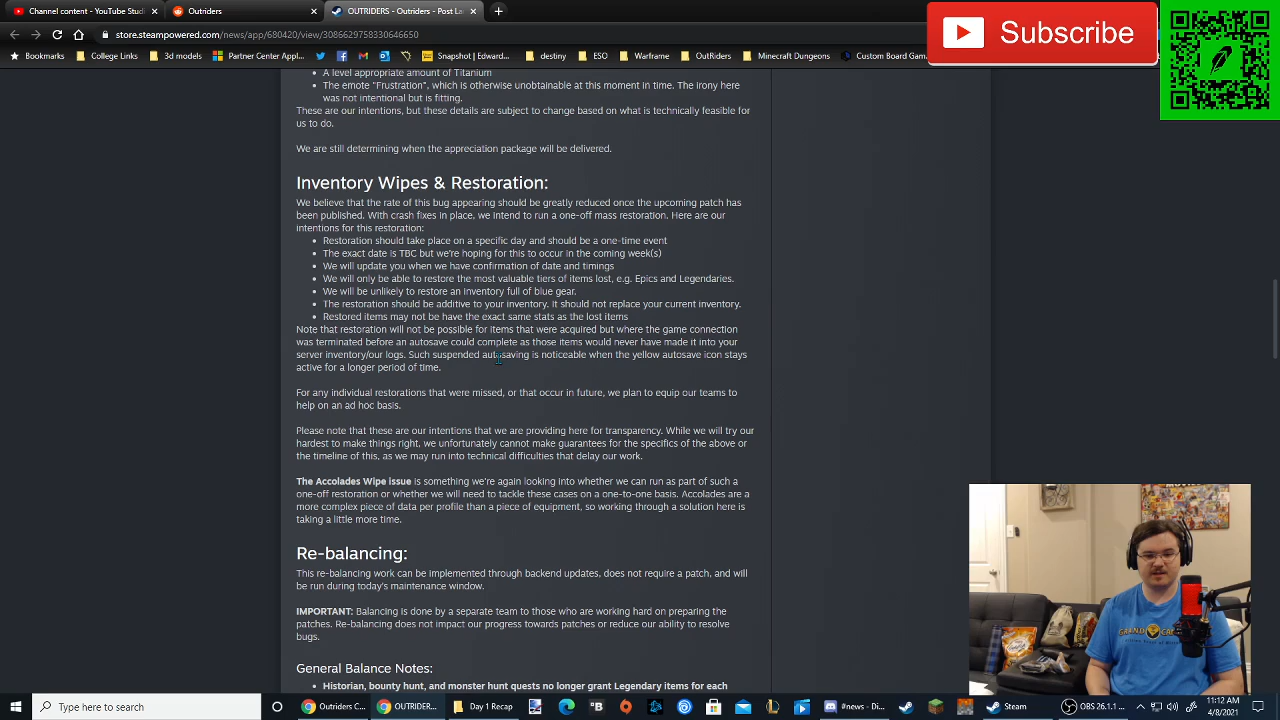 Content - YouTube Studio
Outriders
OUTRIDERS - Outriders - Post La
store.steampowered.com/news/app/680420/view/3086629758330646650
Bookmarks
College Links
3d models
Partner Center Appl...
Snapshot | Edward...
destiny
ESO
Warframe
OutRiders
Minecraft Dungeons
Custom Board Gam
Subscribe
A level appropriate amount of Titanium
The emote "Frustration", which is otherwise unobtainable at this moment in time. The irony here
was not intentional but is fitting.
These are our intentions, but these details are subject to change based on what is technically feasible for
us to do.
We are still determining when the appreciation package will be delivered.
Inventory Wipes & Restoration:
We believe that the rate of this bug appearing should be greatly reduced once the upcoming patch has
been published. With crash fixes in place, we intend to run a one-off mass restoration. Here are our
intentions for this restoration:
Restoration should take place on a specific day and should be a one-time event
The exact date is TBC but we're hoping for this to occur in the coming week(s)
We will update you when we have confirmation of date and timings
We will only be able to restore the most valuable tiers of items lost, e.g. Epics and Legendaries.
We will be unlikely to restore an inventory full of blue gear.
The restoration should be additive to your inventory. It should not replace your current inventory.
Restored items may not be have the exact same stats as the lost items
Note that restoration will not be possible for items that were acquired but where the game connection
was terminated before an autosave could complete as those items would never have made it into your
server inventory/our logs. Such suspended autosaving is noticeable when the yellow autosave icon stays
active for a longer period of time.
For any individual restorations that were missed, or that occur in future, we plan to equip our teams to
help on an ad hoc basis.
Please note that these are our intentions that we are providing here for transparency. While we will try our
hardest to make things right, we unfortunately cannot make guarantees for the specifics of the above or
the timeline of this, as we may run into technical difficulties that delay our work.
The Accolades Wipe issue is something we're again looking into whether we can run as part of such a
one-off restoration or whether we will need to tackle these cases on a one-to-one basis. Accolades are a
more complex piece of data per profile than a piece of equipment, so working through a solution here is
taking a little more time.
Re-balancing:
This re-balancing work can be implemented through backend updates, does not require a patch, and will
be run during today's maintenance window.
IMPORTANT: Balancing is done by a separate team to those who are working hard on preparing the
patches. Re-balancing does not impact our progress towards patches or reduce our ability to resolve
bugs.
General Balance Notes:
Historian, bounty hunt, and monster hunt quests no longer grant Legendary items for each
Type here to search
Outriders C...
OUTRIDER...
Day 1 Recap
#news - Di...
Steam
OBS 26.1.1 ...
11:12 AM
4/8/2021